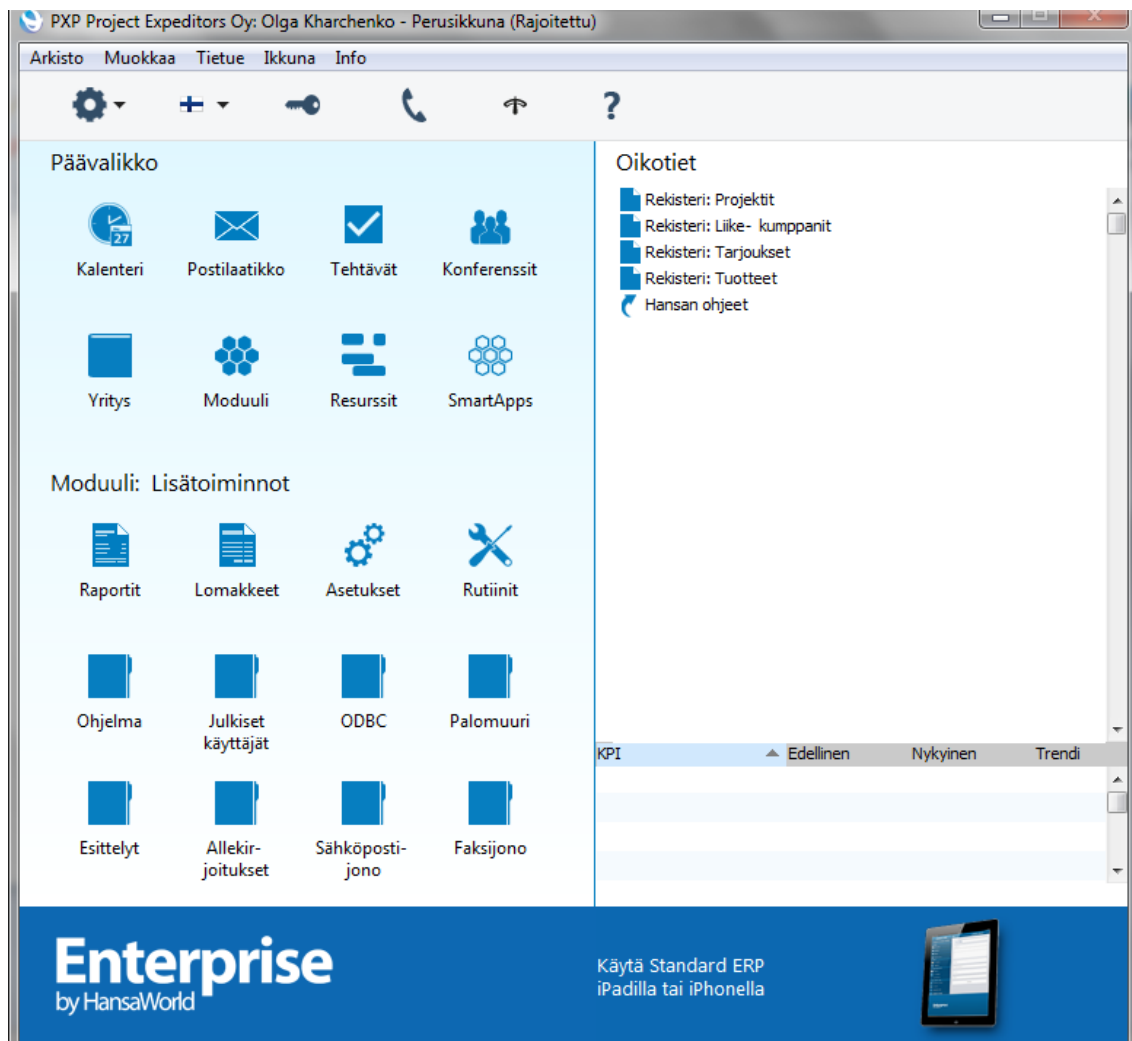 PXP Project Expeditors Oy: Olga Kharchenko - Perusikkuna (Rajoitettu)
Arkisto Muokkaa Tietue Ikkuna Info
?
Päävalikko
27
Kalenteri Postilaatikko Tehtävät Konferenssit
Yritys Moduuli Resurssit SmartApps
Moduuli: Lisätoiminnot
Raportit Lomakkeet Asetukset Rutiinit
Ohjelma Julkiset ODBC Palomuuri
käyttäjät
Esittelyt Allekir- Sähköposti- Faksijono
joitukset jono
Oikotiet
Rekisteri: Projektit
Rekisteri: Liike- kumppanit
Rekisteri: Tarjoukset
Rekisteri: Tuotteet
Hansan ohjeet
KPI Edellinen Nykyinen Trendi
Enterprise
by HansaWorld
Käytä Standard ERP
iPadilla tai iPhonella